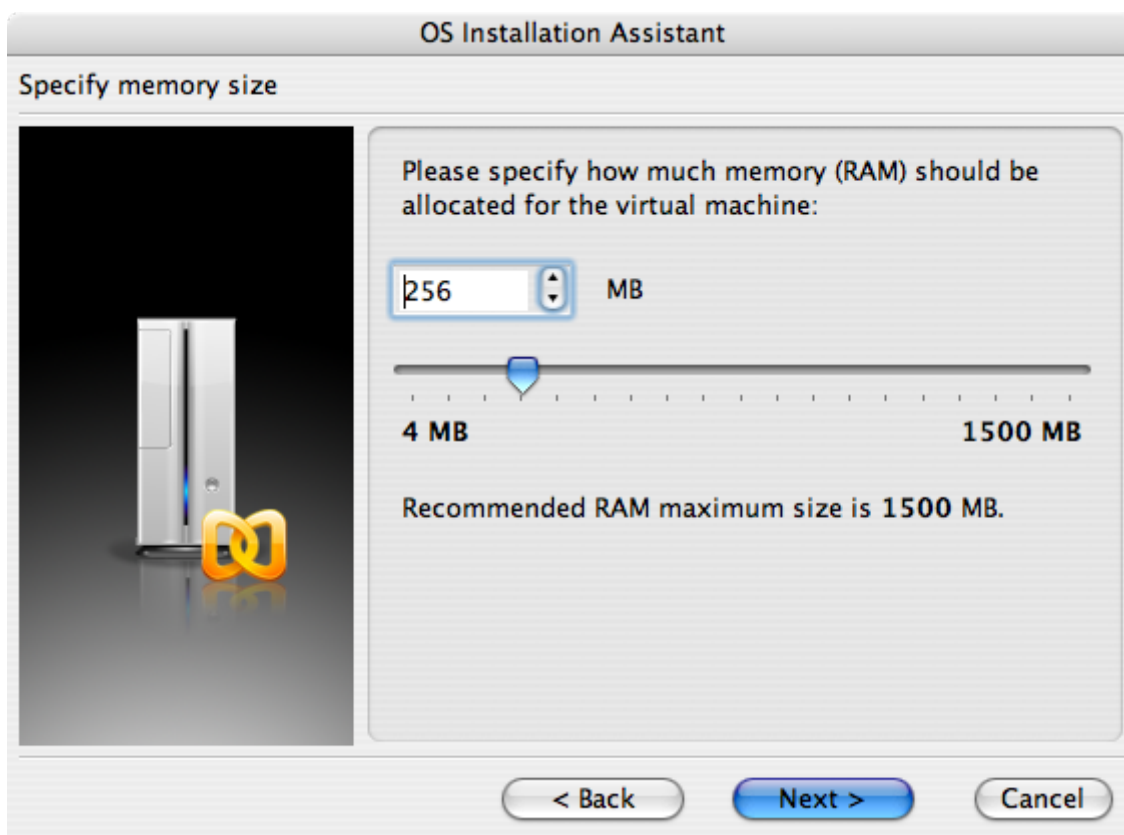 OS Installation Assistant
Specify memory size
Please specify how much memory (RAM) should be
allocated for the virtual machine:
256 MB
4 MB 1500 MB
Recommended RAM maximum size is 1500 MB.
< Back Next > Cancel